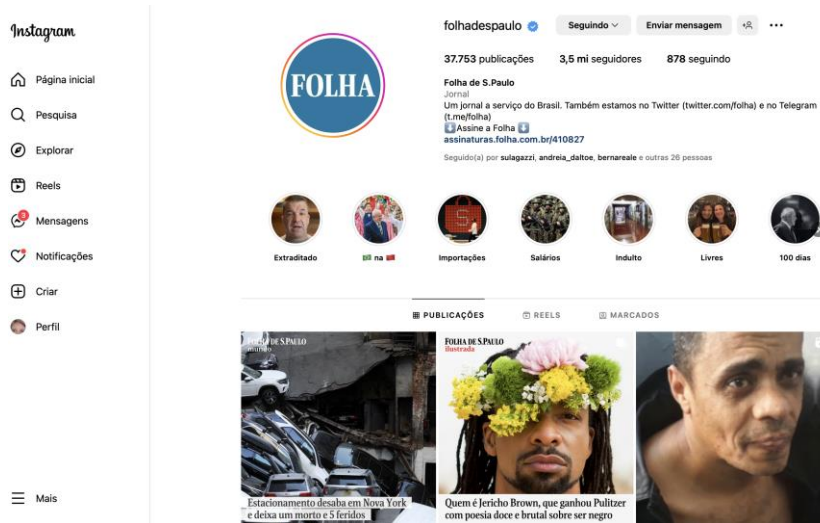 Instagram
Página inicial
Pesquisa
Explorar
Reels
3
Mensagens
Notificações
Criar
Perfil
Mais
FOLHA
folhadespaulo
Seguindo
Enviar mensagem
37.753 publicações 3,5 mi seguidores 878 seguindo
Folha de S.Paulo
Jornal
Um jornal a serviço do Brasil. Também estamos no Twitter (twitter.com/folha) e no Telegram
(t.me/folha)
⬇️Assine a Folha ⬇️
assinaturas.folha.com.br/410827
Seguido(a) por sulagazzi, andreia_daltoe, bernareale e outras 26 pessoas
Extraditado
🇧🇷 na 🇨🇳
Importações
Salários
Indulto
Livres
100 dias
PUBLICAÇÕES
REELS
MARCADOS
FOLHA DE S.PAULO
mundo
Estacionamento desaba em Nova York
e deixa um morto e 5 feridos
FOLHA DE S.PAULO
ilustrada
Quem é Jericho Brown, que ganhou Pulitzer
com poesia doce e brutal sobre ser negro